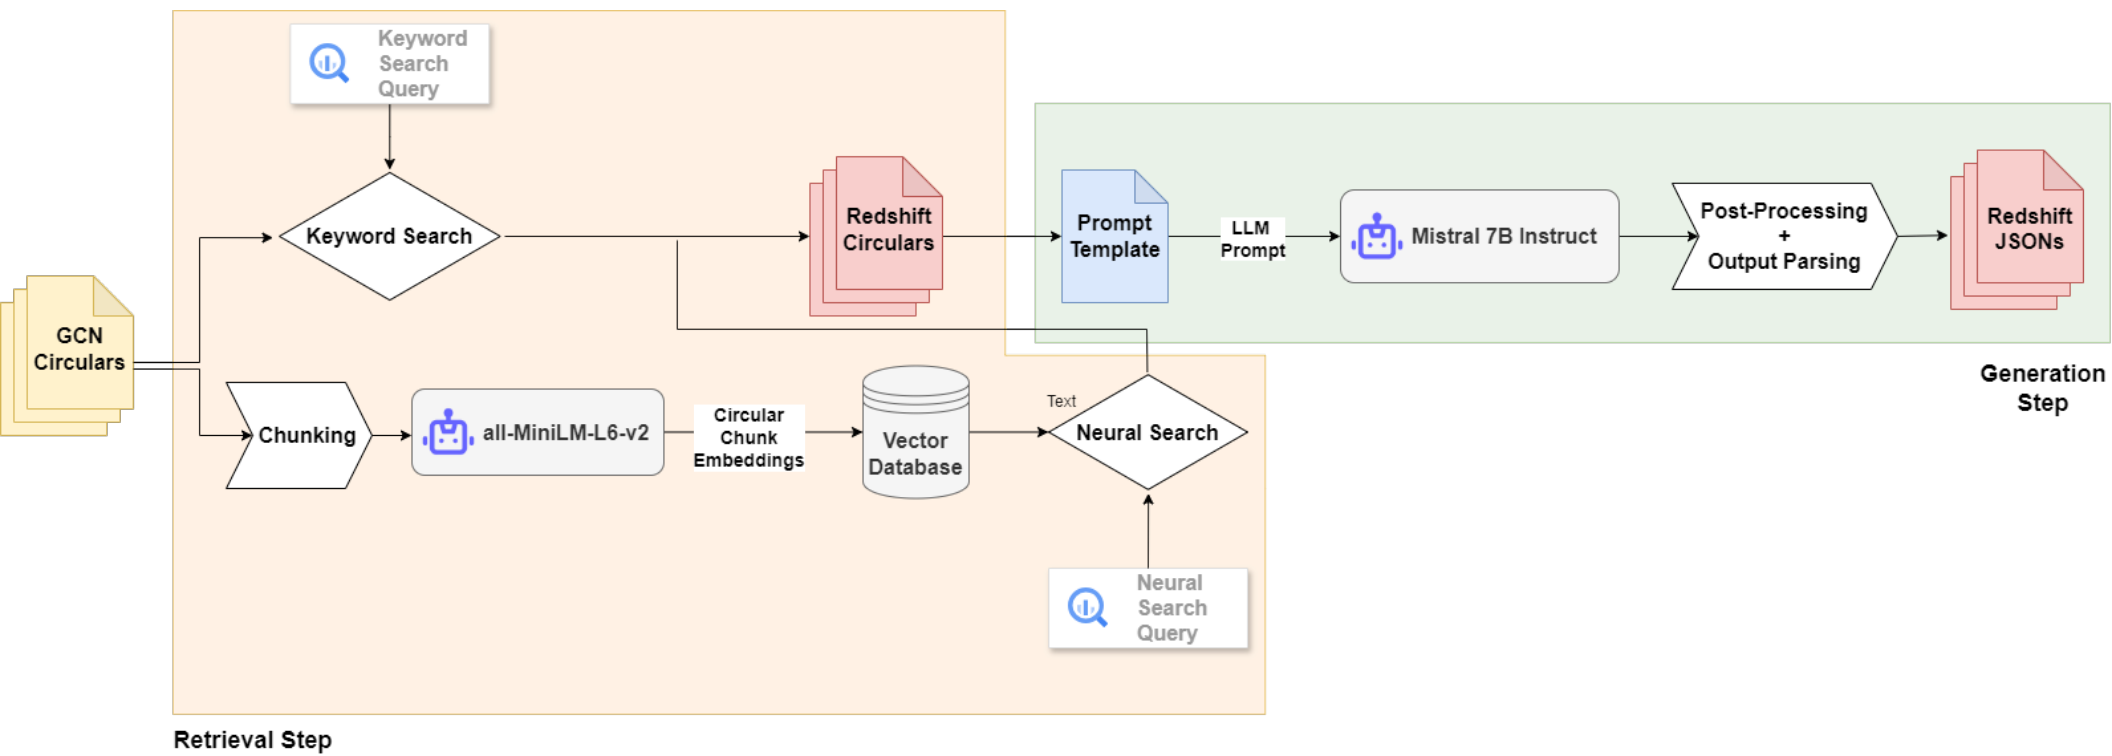 Keyword
Search
Query
Keyword Search
Redshift
Circulars
Prompt
Template
LLM
Prompt
Mistral 7B Instruct
Post-Processing
+
Output Parsing
Redshift
JSONs
GCN
Circulars
Chunking
all-MiniLM-L6-v2
Circular
Chunk
Embeddings
Vector
Database
Text
Neural Search
Neural
Search
Query
Generation
Step
Retrieval Step